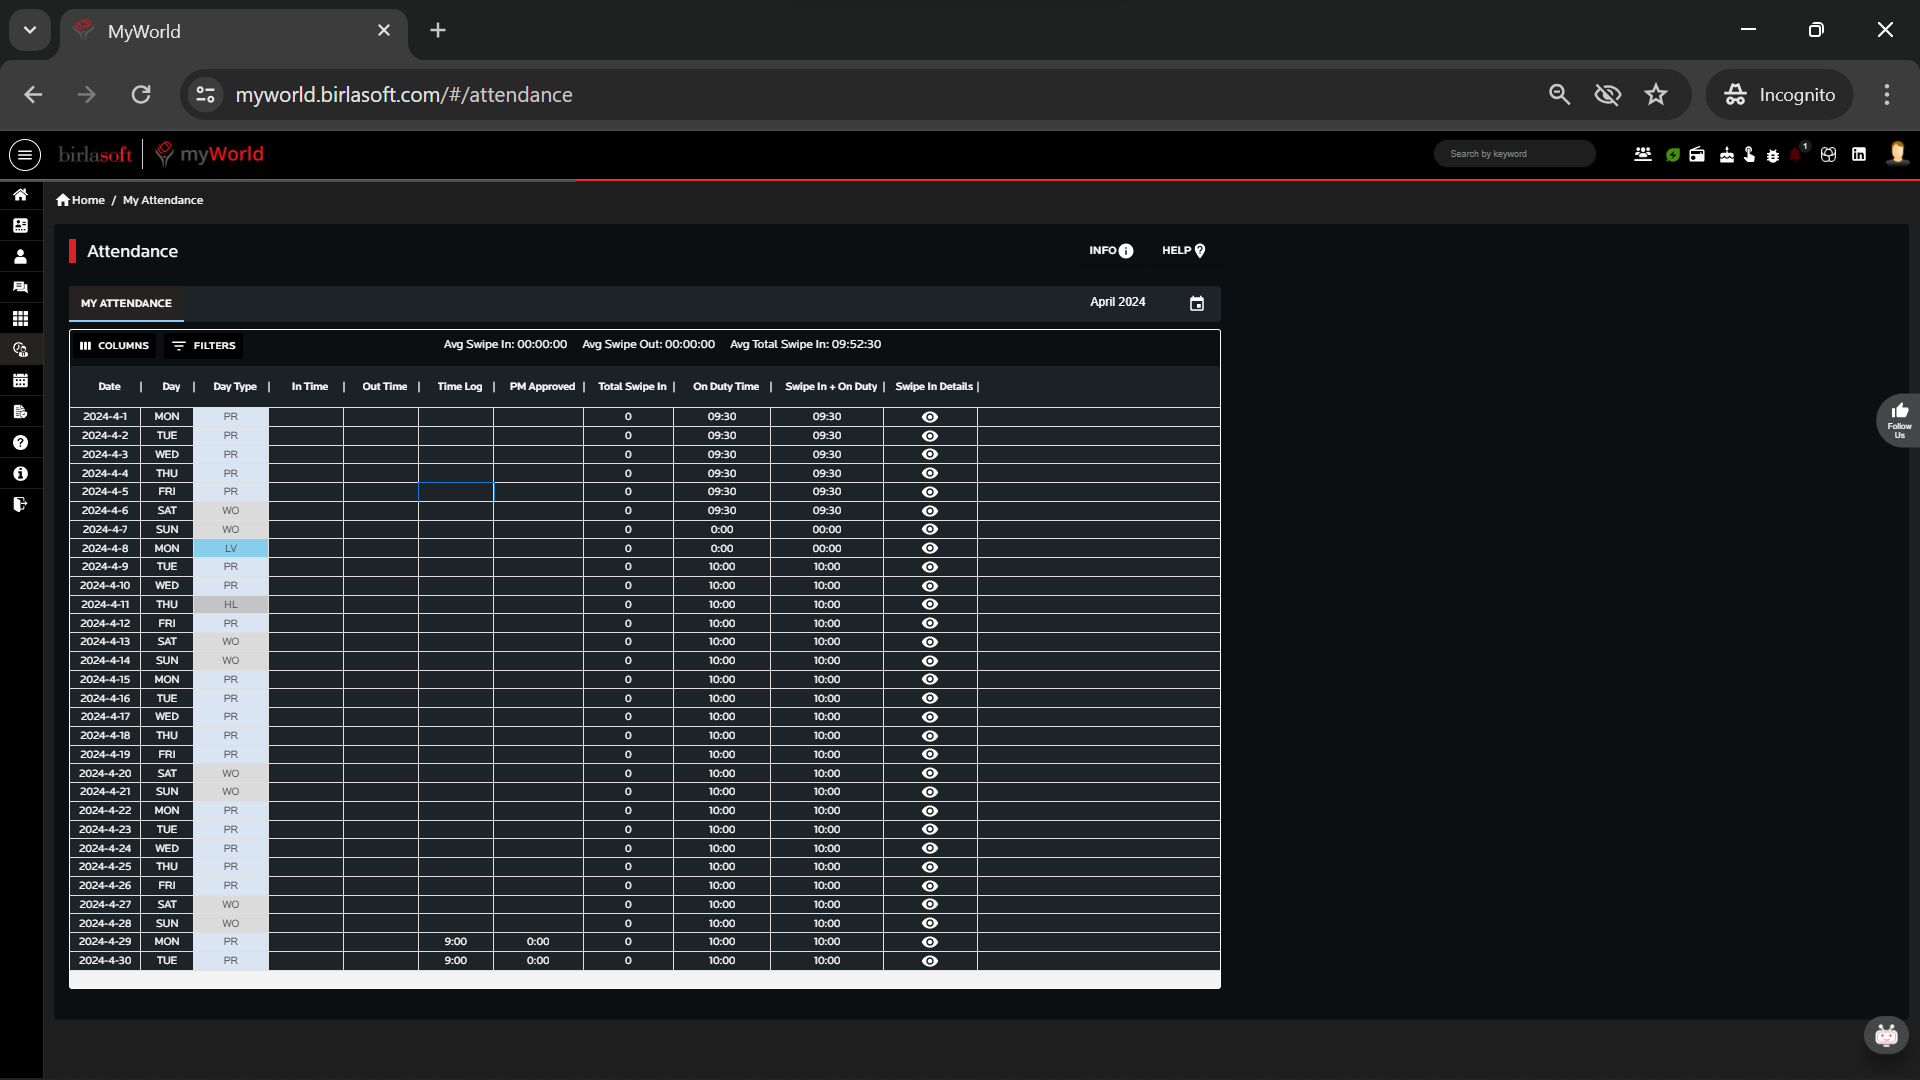 MyWorld
myworld.birlasoft.com/#/attendance
Incognito
birlasoft myWorld
Search by keyword
1
Home / My Attendance
Attendance
INFO HELP
MY ATTENDANCE
April 2024
COLUMNS FILTERS Avg Swipe In: 00:00:00 Avg Swipe Out: 00:00:00 Avg Total Swipe In: 09:52:30
Date Day Day Type In Time Out Time Time Log PM Approved Total Swipe In On Duty Time Swipe In + On Duty Swipe In Details
2024-4-1 MON PR 0 09:30 09:30
2024-4-2 TUE PR 0 09:30 09:30
2024-4-3 WED PR 0 09:30 09:30
2024-4-4 THU PR 0 09:30 09:30
2024-4-5 FRI PR 0 09:30 09:30
2024-4-6 SAT WO 0 09:30 09:30
2024-4-7 SUN WO 0 0:00 00:00
2024-4-8 MON LV 0 0:00 00:00
2024-4-9 TUE PR 0 10:00 10:00
2024-4-10 WED PR 0 10:00 10:00
2024-4-11 THU HL 0 10:00 10:00
2024-4-12 FRI PR 0 10:00 10:00
2024-4-13 SAT WO 0 10:00 10:00
2024-4-14 SUN WO 0 10:00 10:00
2024-4-15 MON PR 0 10:00 10:00
2024-4-16 TUE PR 0 10:00 10:00
2024-4-17 WED PR 0 10:00 10:00
2024-4-18 THU PR 0 10:00 10:00
2024-4-19 FRI PR 0 10:00 10:00
2024-4-20 SAT WO 0 10:00 10:00
2024-4-21 SUN WO 0 10:00 10:00
2024-4-22 MON PR 0 10:00 10:00
2024-4-23 TUE PR 0 10:00 10:00
2024-4-24 WED PR 0 10:00 10:00
2024-4-25 THU PR 0 10:00 10:00
2024-4-26 FRI PR 0 10:00 10:00
2024-4-27 SAT WO 0 10:00 10:00
2024-4-28 SUN WO 0 10:00 10:00
2024-4-29 MON PR 9:00 0:00 0 10:00 10:00
2024-4-30 TUE PR 9:00 0:00 0 10:00 10:00
Follow
Us